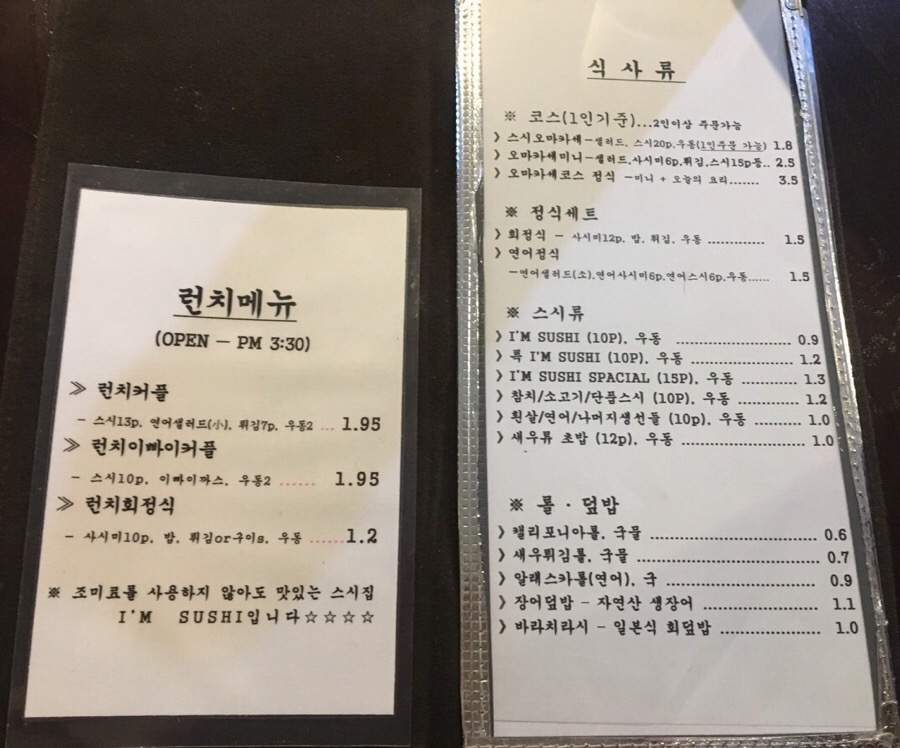 런치메뉴
(OPEN — PM 3:30)
≫ 런치커플
– 스시13p, 연어샐러드(小), 튀김7p, 우동2 ... 1.95
≫ 런치이빠이커플
– 스시10p, 이빠이까스, 우동2 ...... 1.95
≫ 런치회정식
– 사시미10p, 밥, 튀김or구이s, 우동 ......1.2
※ 조미료를 사용하지 않아도 맛있는 스시집
I'M SUSHI입니다☆☆☆☆
식 사 류
※ 코스(1인기준)...2인이상 주문가능
》스시오마카세–샐러드, 스시20p,우동(1인주문 가능) 1.8
》오마카세미니–샐러드,사시미6p,튀김,스시15p등.. 2.5
》오마카세코스 정식 –미니 + 오늘의 요리....... 3.5
※ 정식세트
》회정식 – 사시미12p, 밥, 튀김, 우동 ............ 1.5
》연어정식
–연어샐러드(소),연어사시미6p,연어스시6p,우동...... 1.5
※ 스시류
》I'M SUSHI (10P), 우동 ..................... 0.9
》특 I'M SUSHI (10P), 우동 .................... 1.2
》I'M SUSHI SPACIAL (15P), 우동 ........... 1.3
》참치/소고기/단품스시 (10P), 우동 ............ 1.2
》흰살/연어/나머지생선들 (10p), 우동 .......... 1.0
》새우류 초밥 (12p), 우동 ...................... 1.0
※ 롤 · 덮밥
》캘리포니아롤, 국물 ............................ 0.6
》새우튀김롤, 국물 .............................. 0.7
》알래스카롤(연어), 국 .......................... 0.9
》장어덮밥 – 자연산 생장어 ...................... 1.1
》바라치라시 – 일본식 회덮밥 .................... 1.0